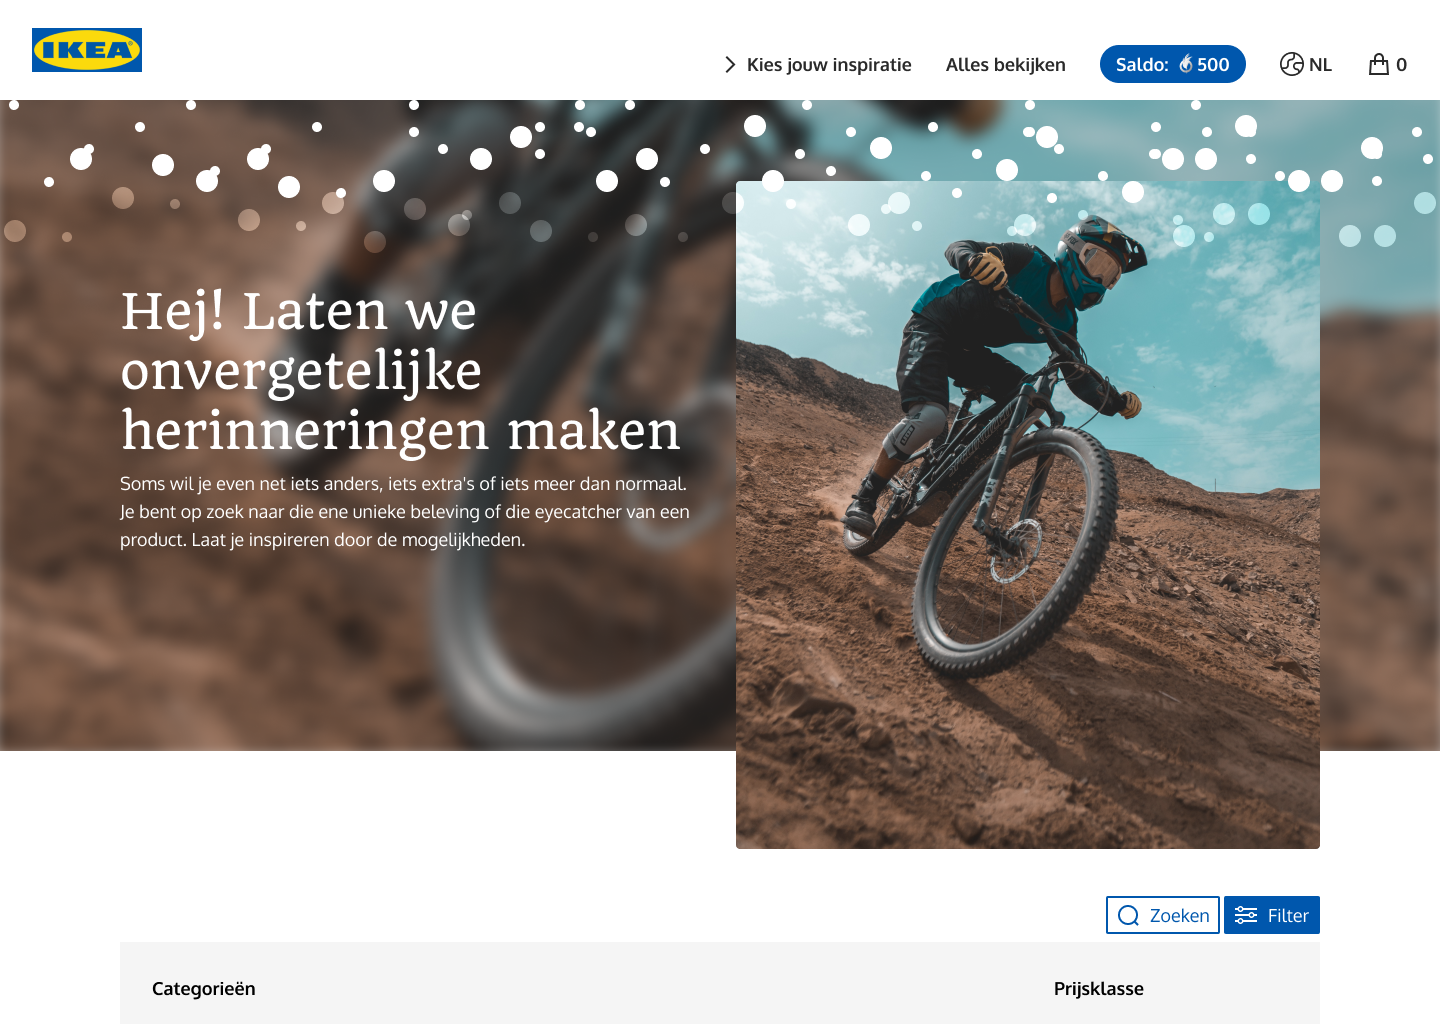 IKEA
Kies jouw inspiratie
Alles bekijken
Saldo: 500
NL
0
Hej! Laten we
onvergetelijke
herinneringen maken
Soms wil je even net iets anders, iets extra's of iets meer dan normaal.
Je bent op zoek naar die ene unieke beleving of die eyecatcher van een
product. Laat je inspireren door de mogelijkheden.
Zoeken
Filter
Categorieën
Prijsklasse